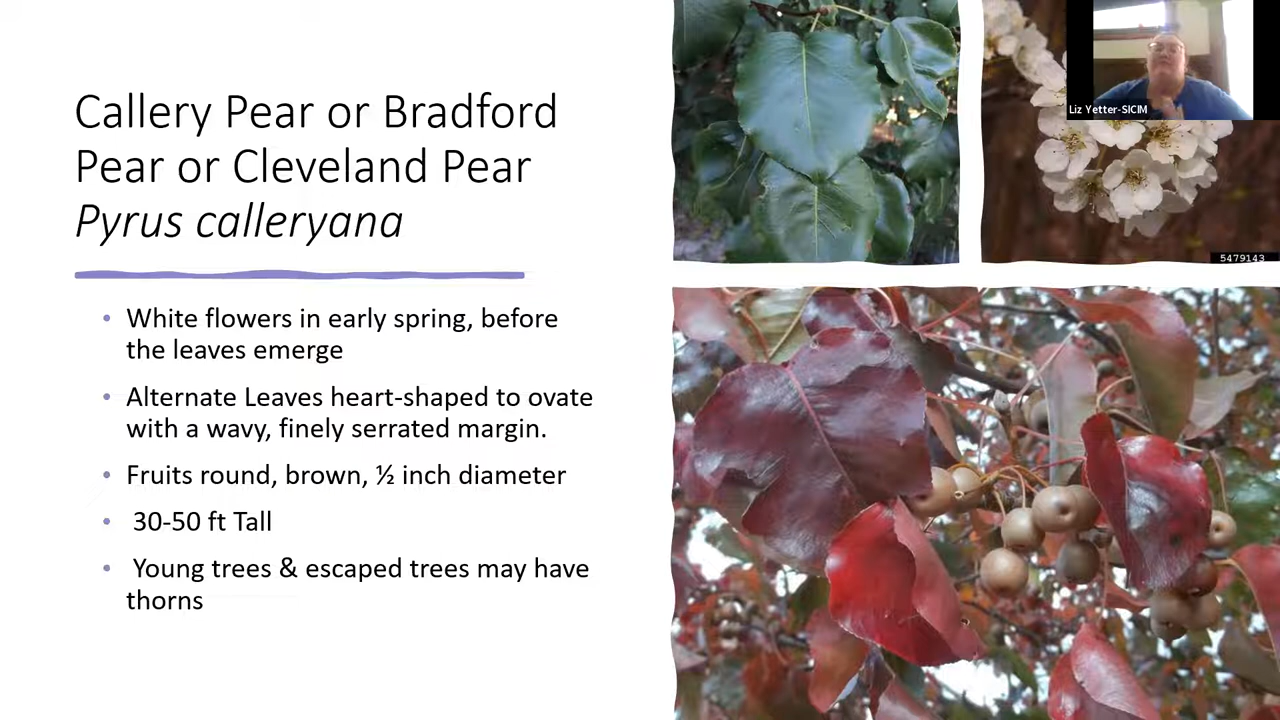 Callery Pear or Bradford
Pear or Cleveland Pear
Pyrus calleryana
• White flowers in early spring, before
the leaves emerge
• Alternate Leaves heart-shaped to ovate
with a wavy, finely serrated margin.
• Fruits round, brown, ½ inch diameter
• 30-50 ft Tall
• Young trees & escaped trees may have
thorns
Liz Yetter-SICIM
5479143